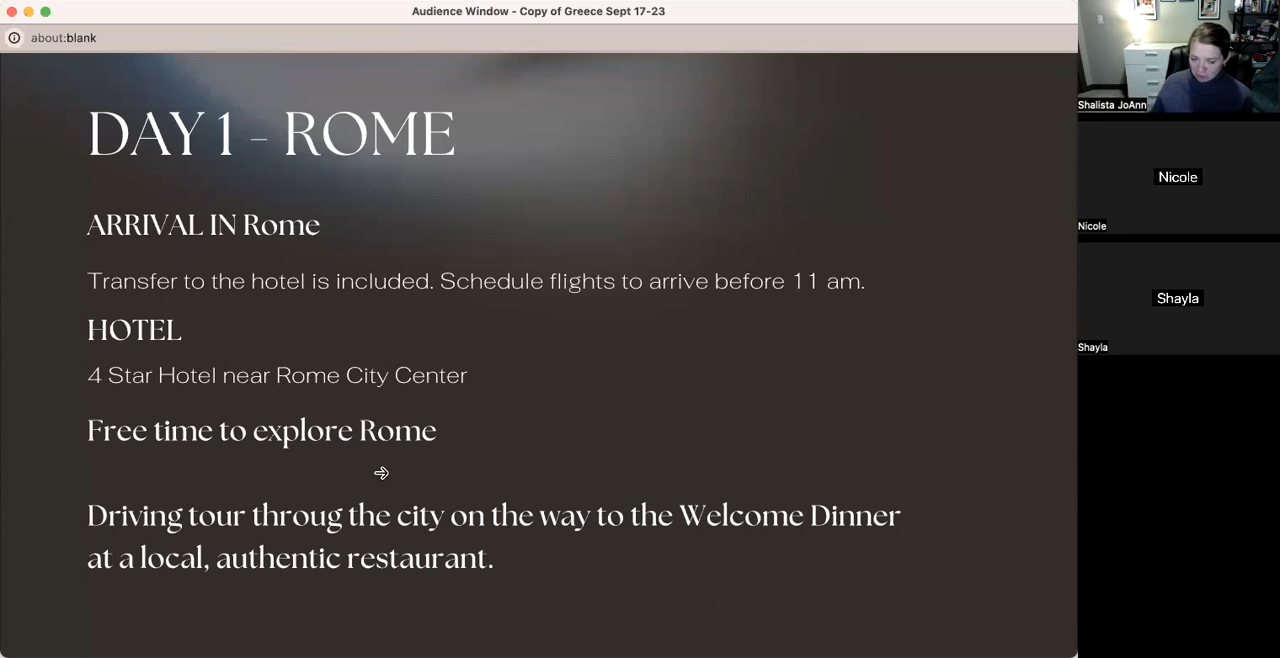 Audience Window - Copy of Greece Sept 17-23
about:blank
DAY 1 - ROME
ARRIVAL IN Rome
Transfer to the hotel is included. Schedule flights to arrive before 11 am.
HOTEL
4 Star Hotel near Rome City Center
Free time to explore Rome
Driving tour throug the city on the way to the Welcome Dinner
at a local, authentic restaurant.
Shalista JoAnn
Nicole
Nicole
Shayla
Shayla